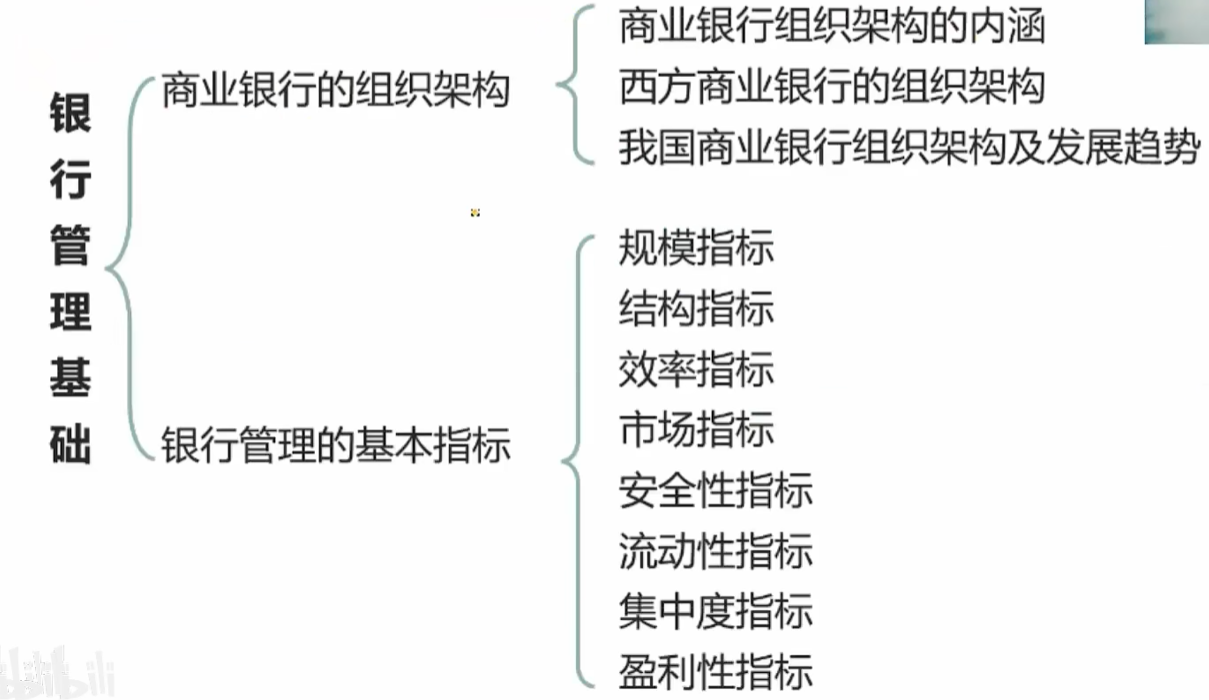 银行管理基础
商业银行的组织架构
商业银行组织架构的内涵
西方商业银行的组织架构
我国商业银行组织架构及发展趋势
银行管理的基本指标
规模指标
结构指标
效率指标
市场指标
安全性指标
流动性指标
集中度指标
盈利性指标
bilibili